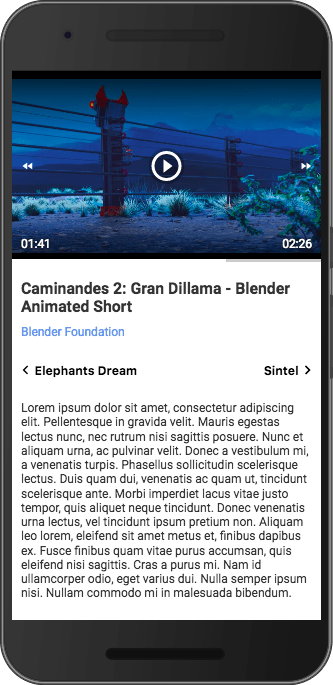 01:41
02:26
Caminandes 2: Gran Dillama - Blender
Animated Short
Blender Foundation
Elephants Dream
Sintel
Lorem ipsum dolor sit amet, consectetur adipiscing
elit. Pellentesque in gravida velit. Mauris egestas
lectus nunc, nec rutrum nisi sagittis posuere. Nunc et
aliquam urna, ac pulvinar velit. Donec a vestibulum mi,
a venenatis turpis. Phasellus sollicitudin scelerisque
lectus. Duis quam dui, venenatis ac quam ut, tincidunt
scelerisque ante. Morbi imperdiet lacus vitae justo
tempor, quis aliquet neque tincidunt. Donec venenatis
urna lectus, vel tincidunt ipsum pretium non. Aliquam
leo lorem, eleifend sit amet metus et, finibus dapibus
ex. Fusce finibus quam vitae purus accumsan, quis
eleifend nisi sagittis. Cras a purus mi. Nam id
ullamcorper odio, eget varius dui. Nulla semper ipsum
nisi. Nullam commodo mi in malesuada bibendum.